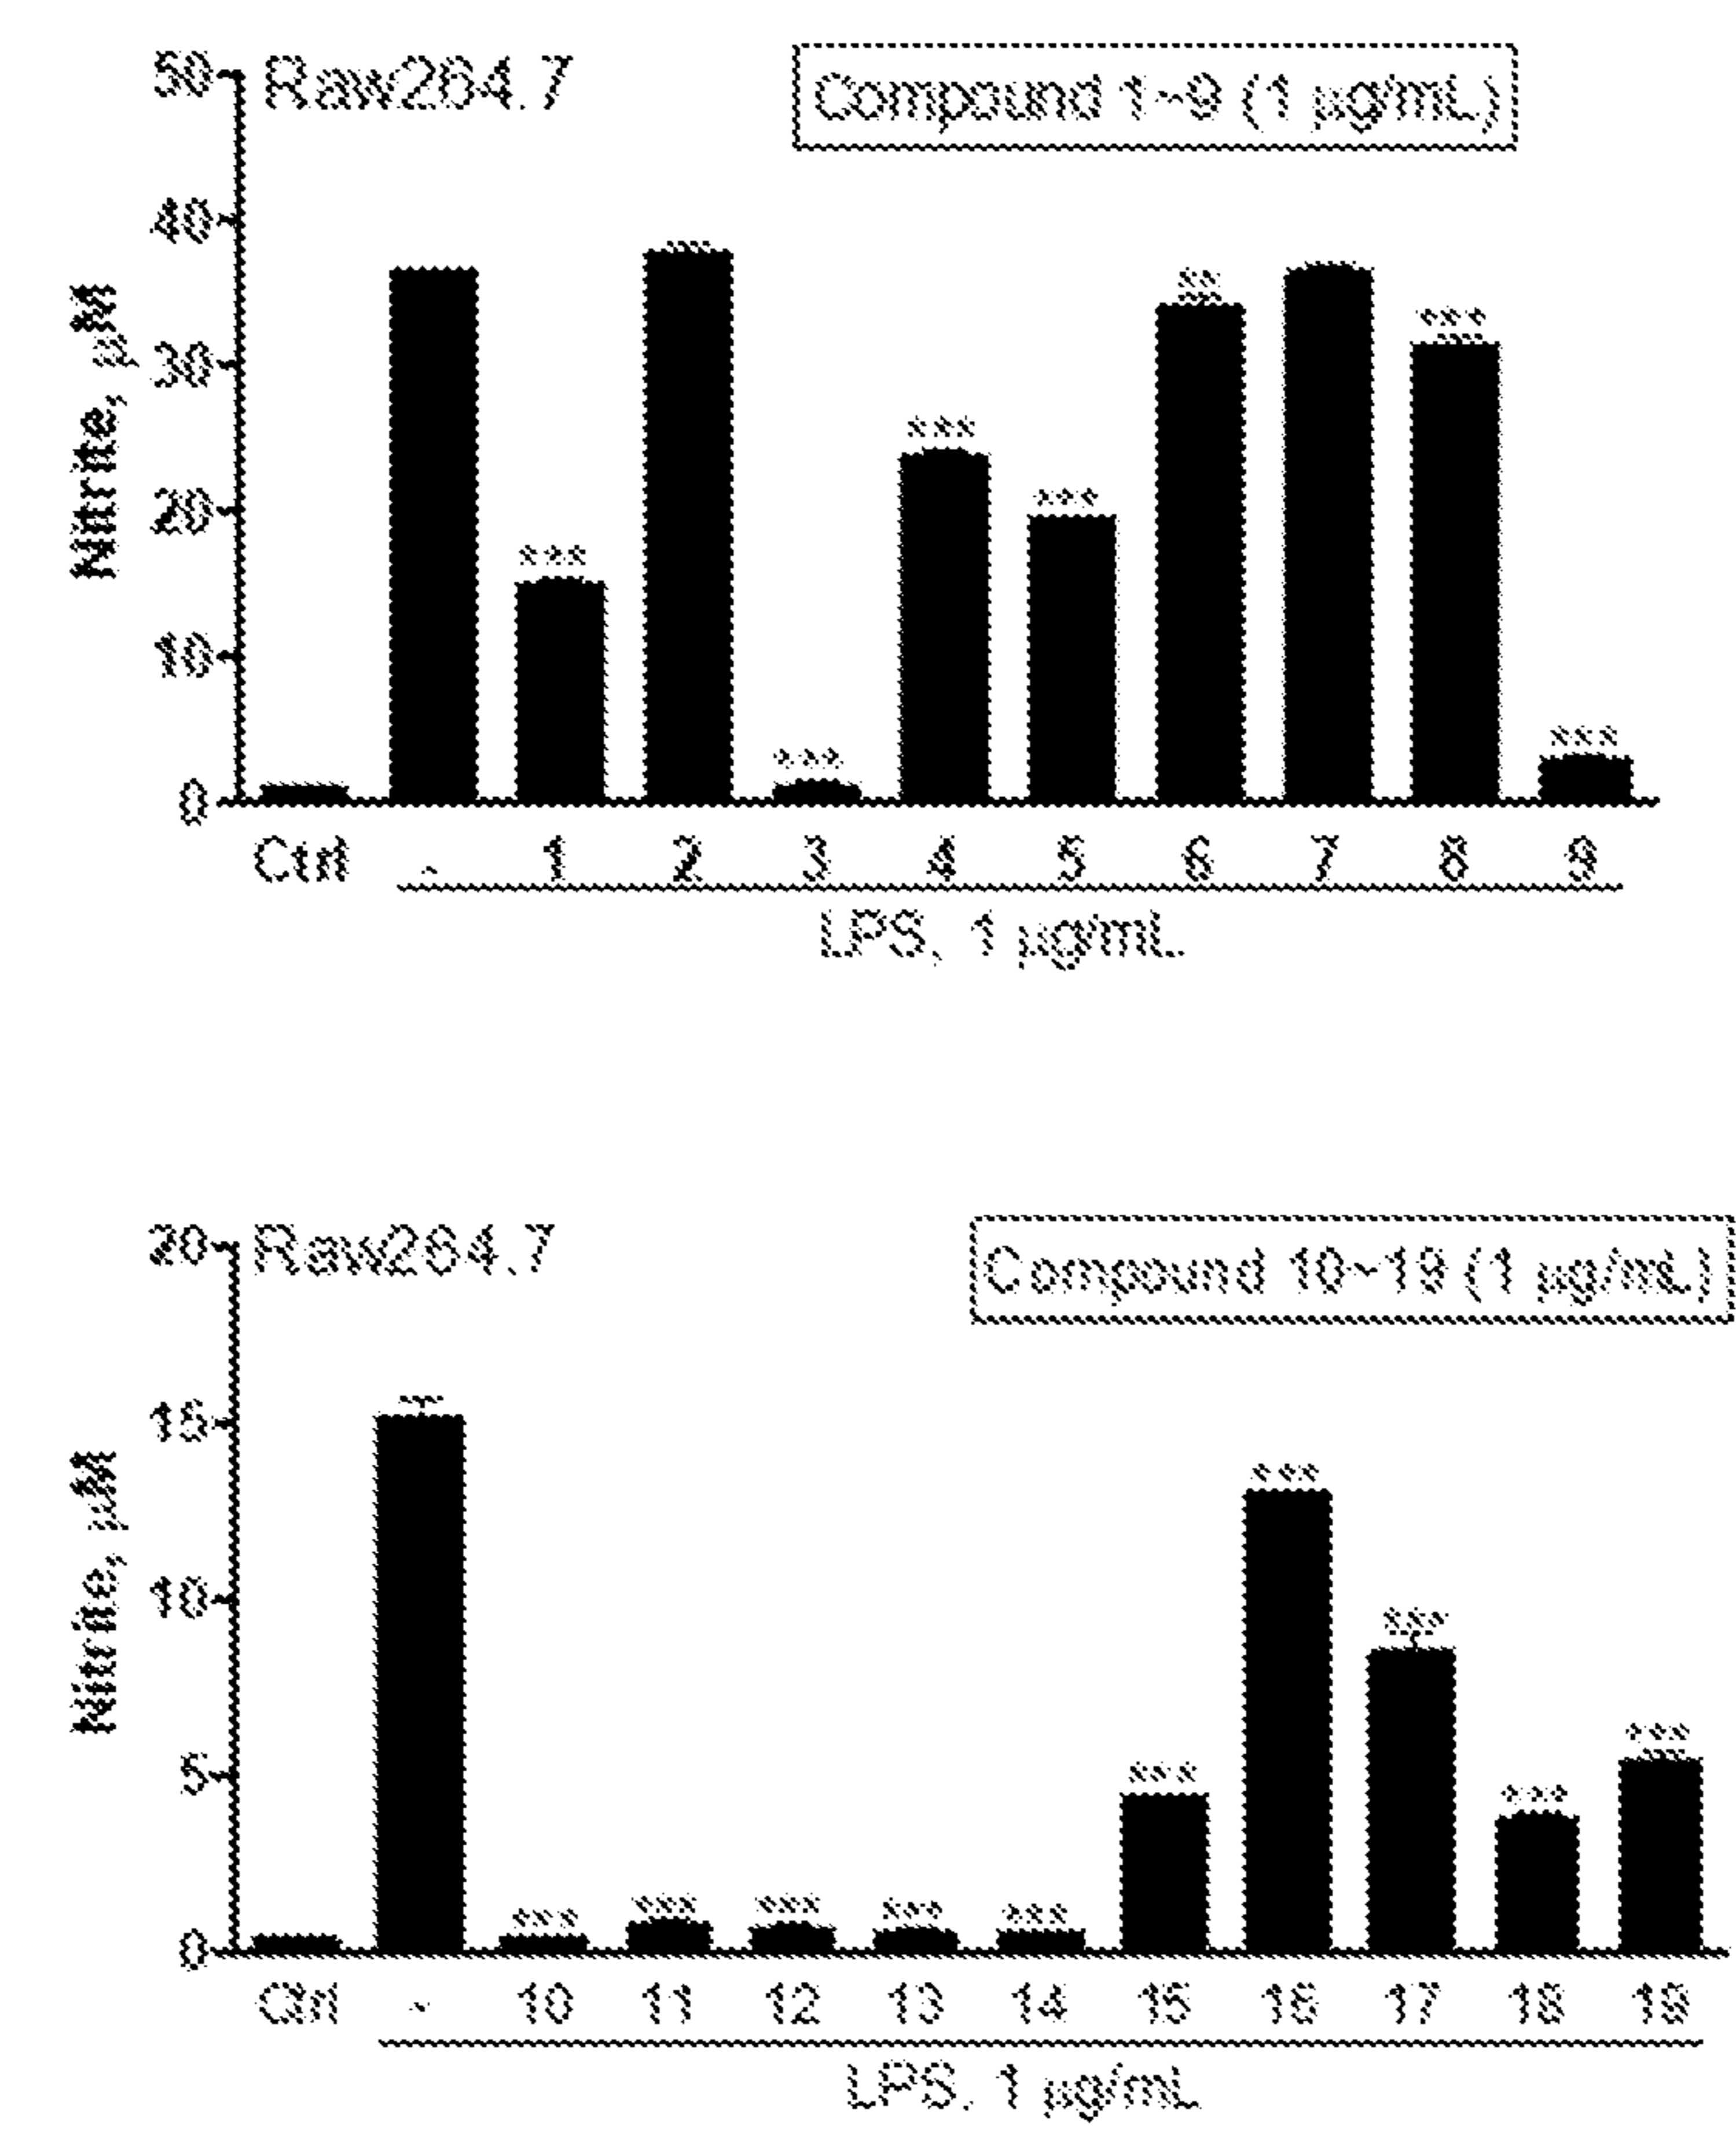 50
Raw264.7
Compound 1~9 (1 µg/mL)
40
30
20
10
0
Nitrite, µM
***
***
***
***
**
***
***
Ctrl - 1 2 3 4 5 6 7 8 9
LPS, 1 µg/mL
20
Raw264.7
Compound 10~19 (1 µg/mL)
15
10
5
0
Nitrite, µM
***
***
***
***
***
***
***
***
***
***
Ctrl - 10 11 12 13 14 15 16 17 18 19
LPS, 1 µg/mL